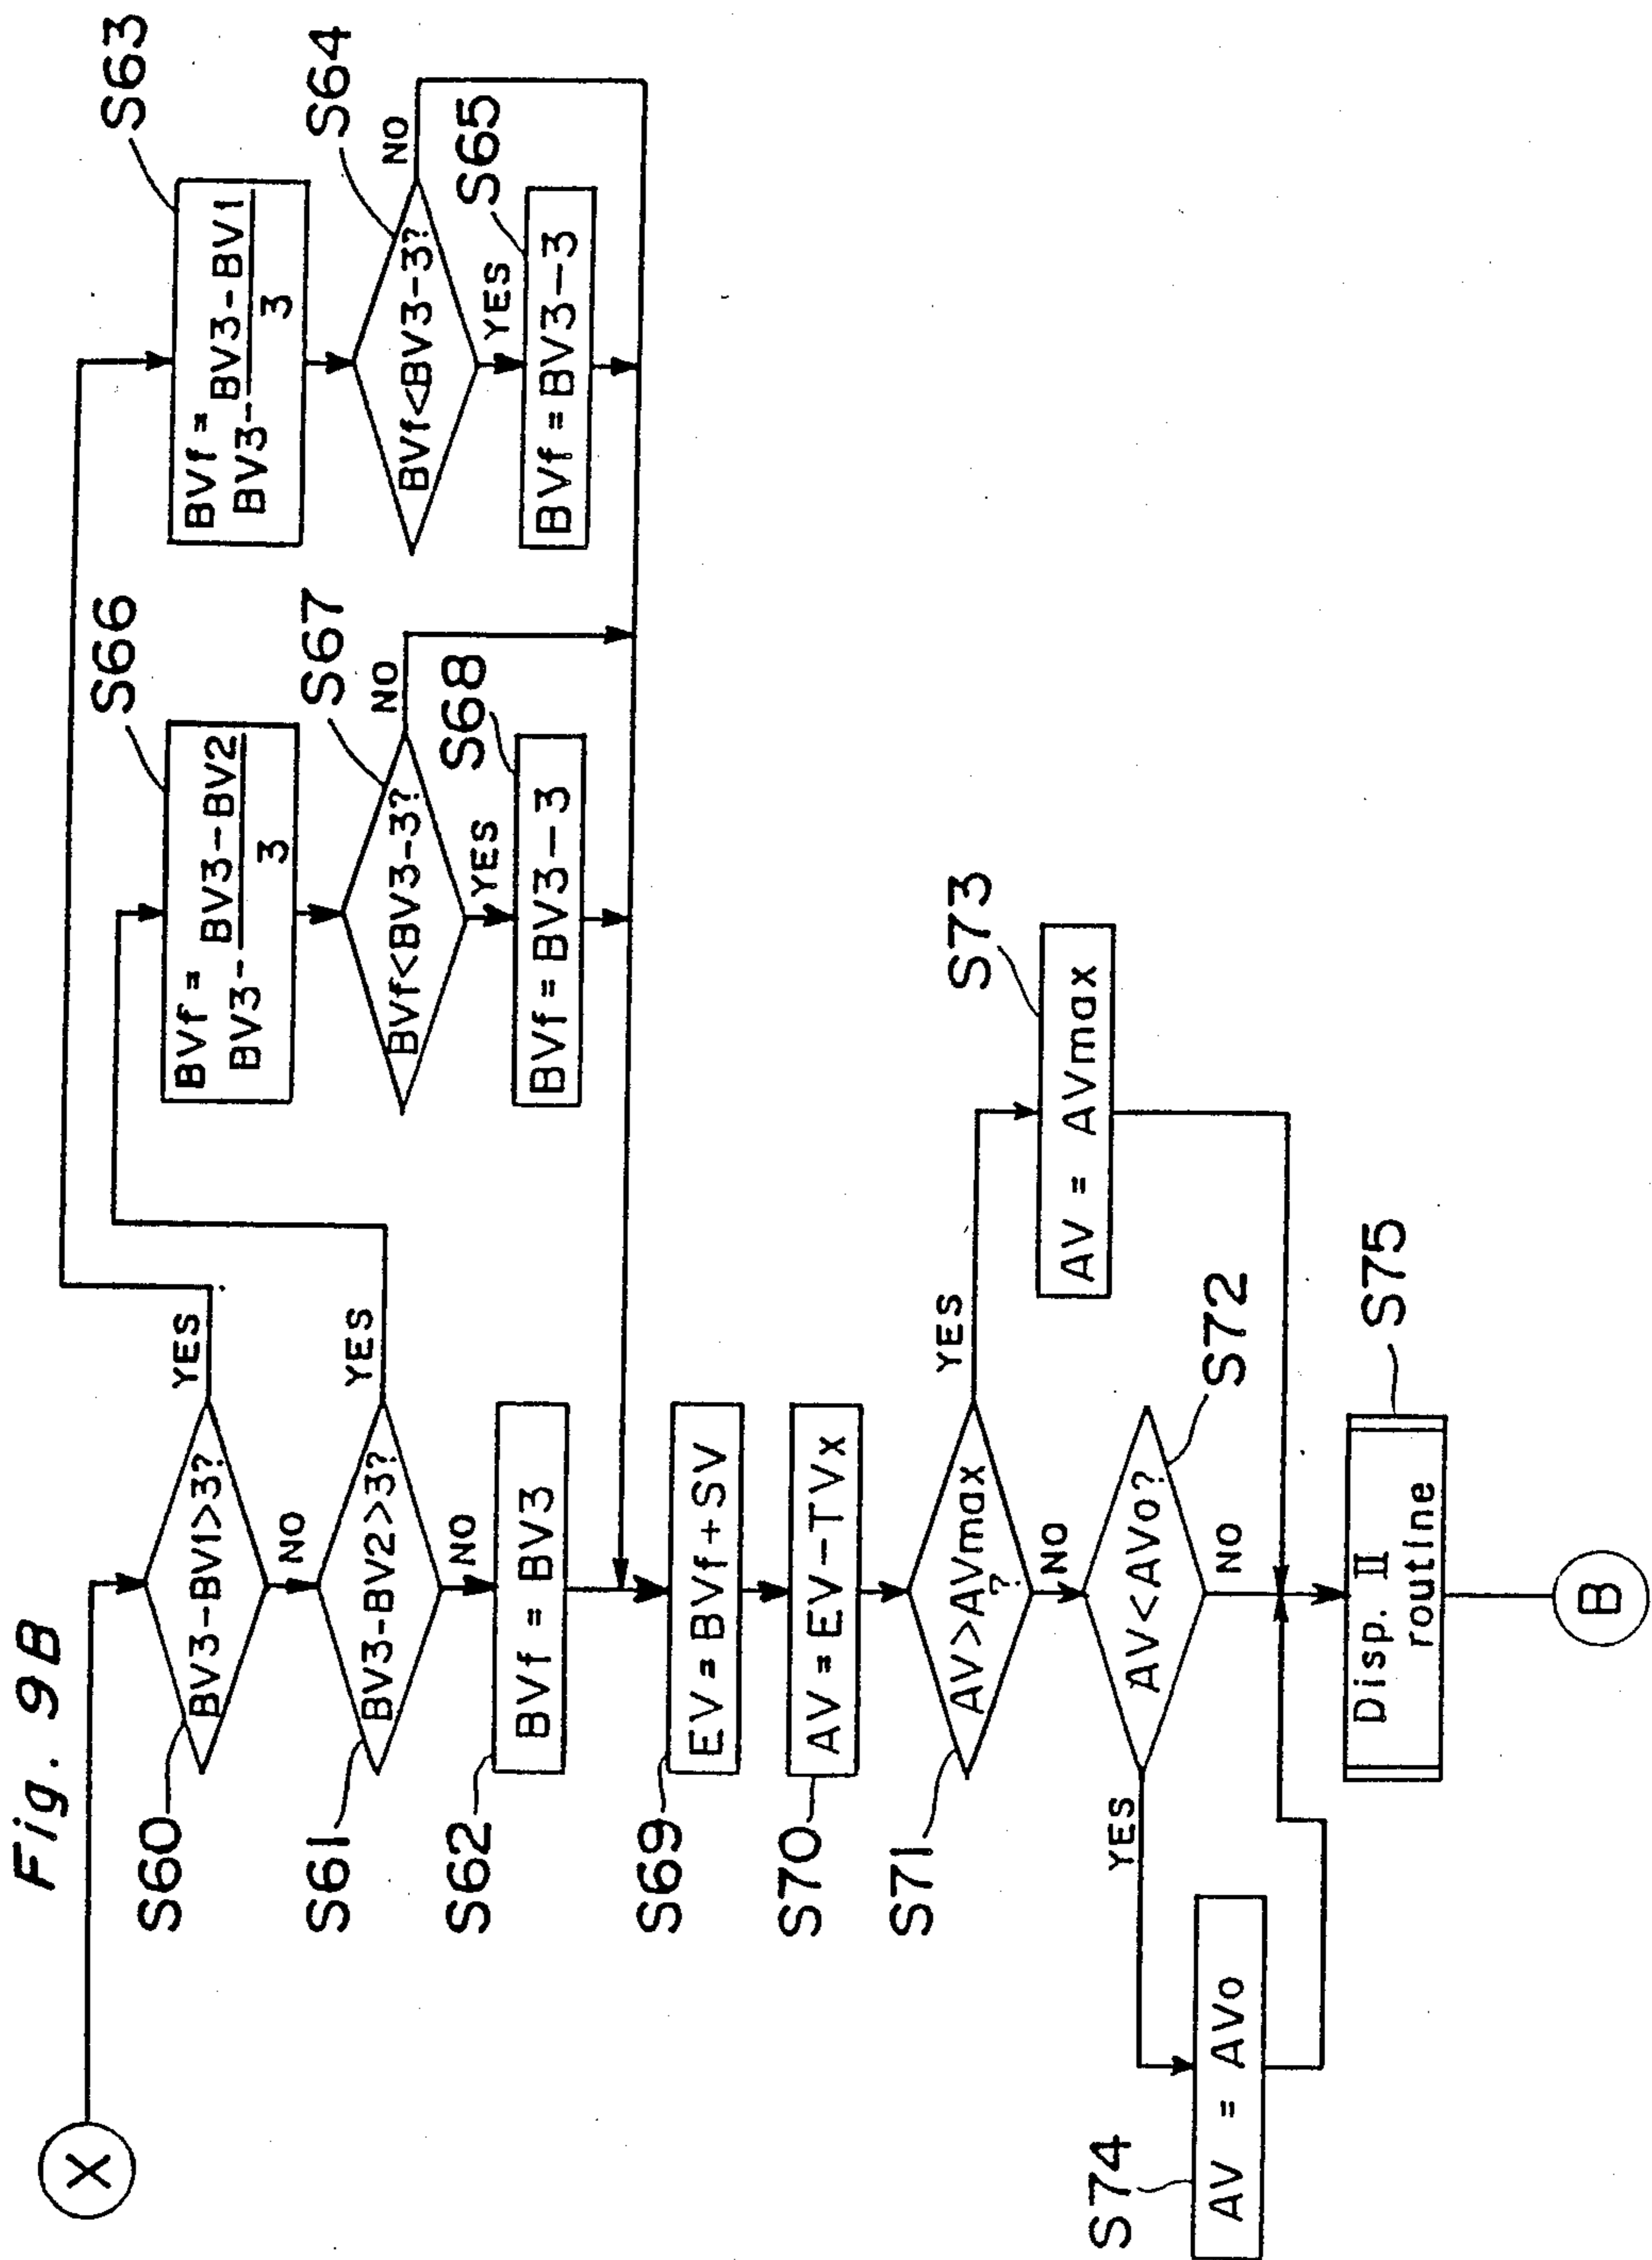 Fig. 9B
X
S60
BV3-BV1>3?
YES
NO
S61
BV3-BV2>3?
YES
NO
S62
BVf = BV3
S66
BVf =
BV3-BV2
BV3-
3
S67
BVf<BV3-3?
NO
YES
S68
BVf = BV3-3
S63
BVf =
BV3-BV1
BV3-
3
S64
BVf<BV3-3?
NO
YES
S65
BVf = BV3-3
S69
EV = BVf+SV
S70
AV = EV-TVx
S71
AV>AVmax
?
YES
NO
S73
AV = AVmax
S72
AV<AVo?
YES
NO
S74
AV = AVo
S75
Disp. II
routine
B